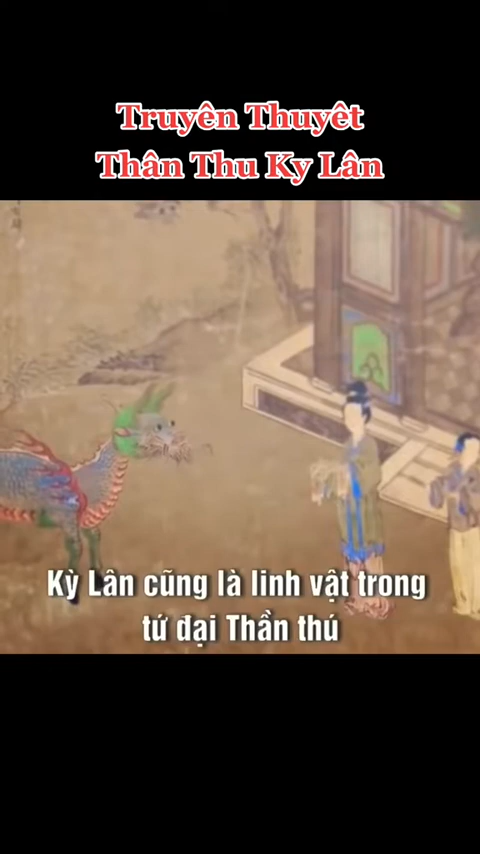 Truyên Thuyêt
Thân Thu Ky Lân
Kỳ Lân cũng là linh vật trong
tứ đại Thần thú